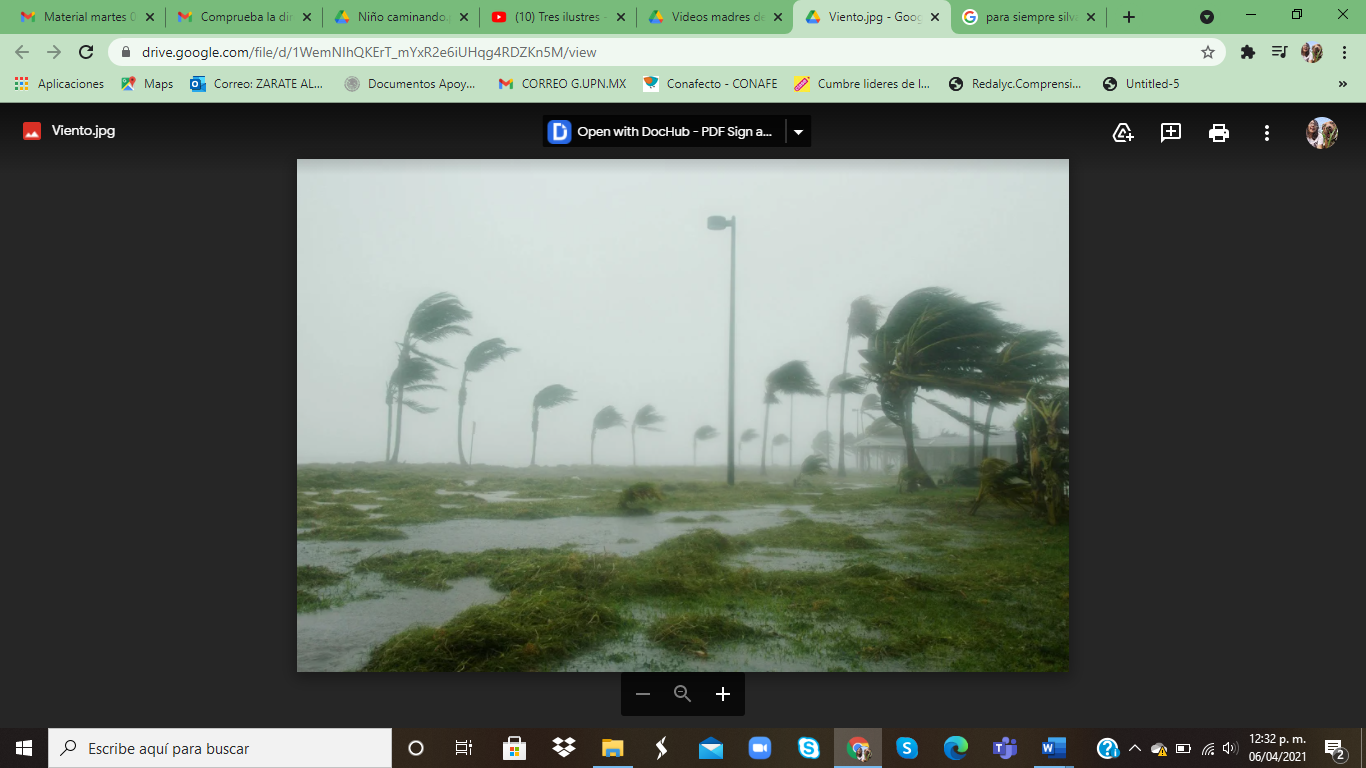 Material martes 0
Comprueba la di
Niño caminando.
(10) Tres ilustres -
Videos madres de
Viento.jpg - Goog
para siempre silva
drive.google.com/file/d/1WemNIhQKErT_mYxR2e6iUHqg4RDZKn5M/view
Aplicaciones
Maps
Correo: ZARATE AL...
Documentos Apoy...
CORREO G.UPN.MX
Conafecto - CONAFE
Cumbre lideres de l...
Redalyc.Comprensi...
Untitled-5
»
Viento.jpg
Open with DocHub - PDF Sign a...
Escribe aquí para buscar
12:32 p. m.
06/04/2021
2